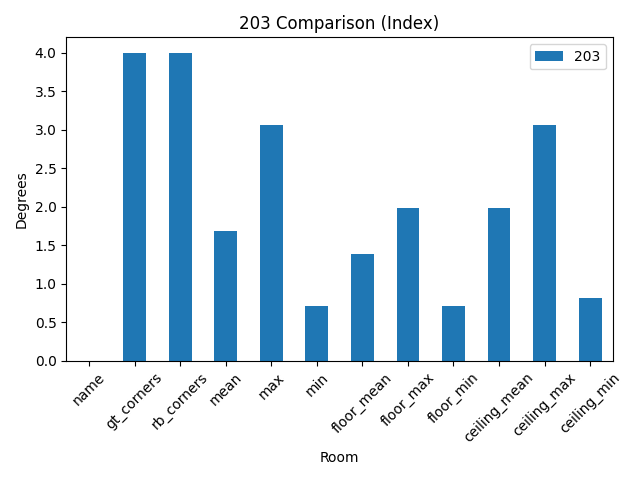 203 Comparison (Index)
203
Degrees
4.0
3.5
3.0
2.5
2.0
1.5
1.0
0.5
0.0
name
gt_corners
rb_corners
mean
max
min
floor_mean
floor_max
floor_min
ceiling_mean
ceiling_max
ceiling_min
Room